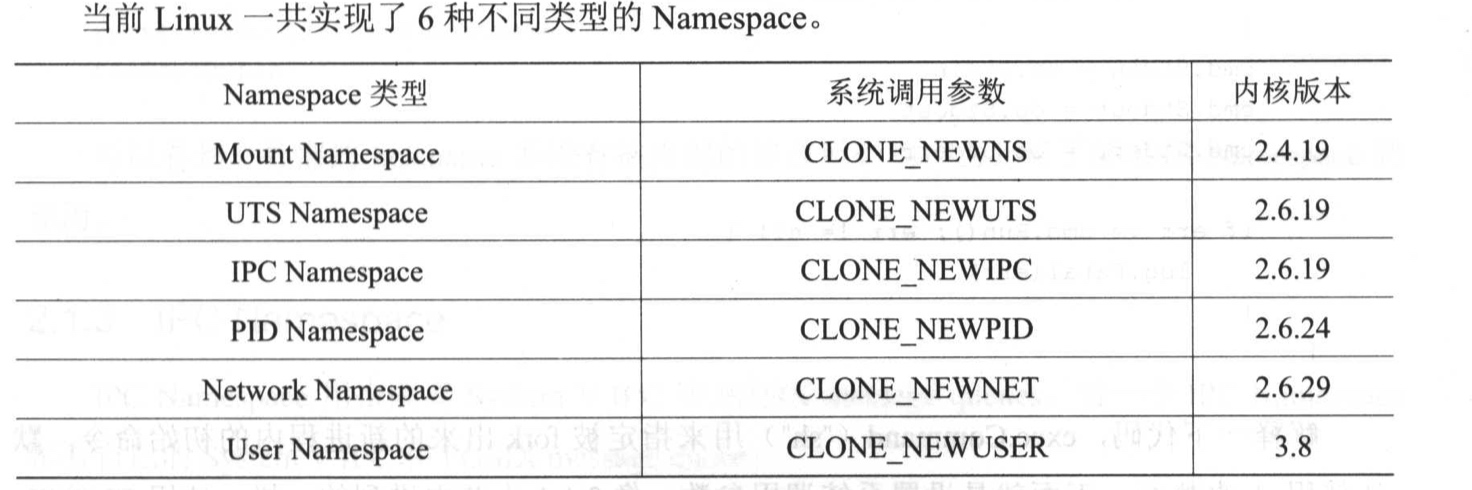 当前 Linux 一共实现了 6 种不同类型的 Namespace。
Namespace 类型 系统调用参数 内核版本
Mount Namespace CLONE_NEWNS 2.4.19
UTS Namespace CLONE_NEWUTS 2.6.19
IPC Namespace CLONE_NEWIPC 2.6.19
PID Namespace CLONE_NEWPID 2.6.24
Network Namespace CLONE_NEWNET 2.6.29
User Namespace CLONE_NEWUSER 3.8